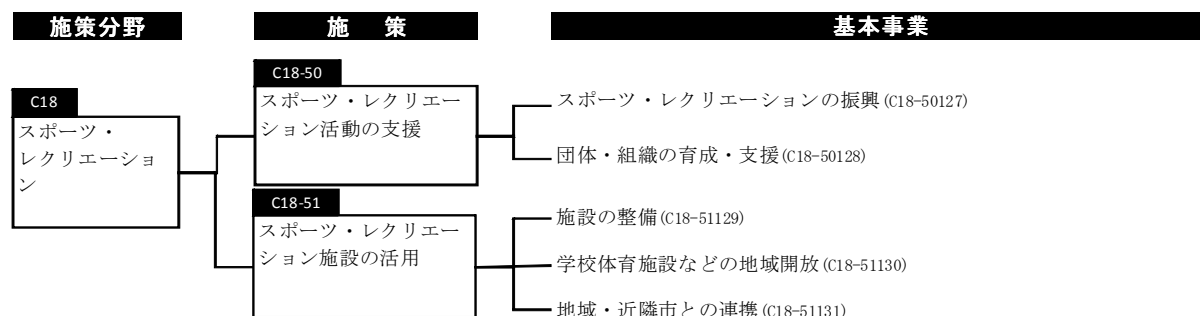 施策分野
施　策
基本事業
C18
スポーツ・
レクリエーショ
ン
C18-50
スポーツ・レクリエー
ション活動の支援
スポーツ・レクリエーションの振興(C18-50127)
団体・組織の育成・支援(C18-50128)
C18-51
スポーツ・レクリエー
ション施設の活用
施設の整備(C18-51129)
学校体育施設などの地域開放(C18-51130)
地域・近隣市との連携(C18-51131)